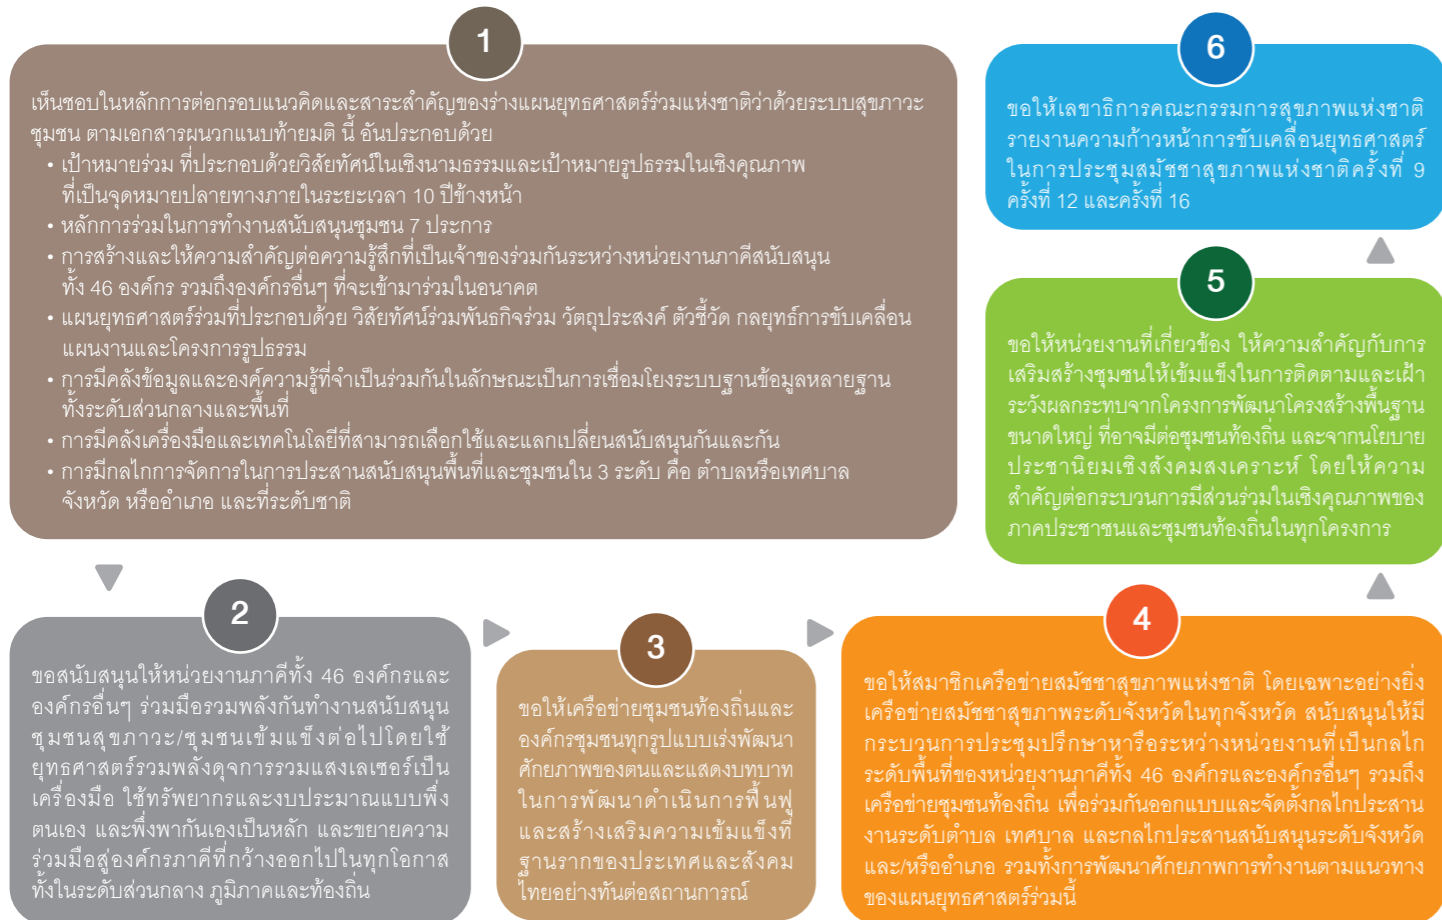 1
เห็นชอบในหลักการต่อกรอบแนวคิดและสาระสำคัญของร่างแผนยุทธศาสตร์ร่วมแห่งชาติว่าด้วยระบบสุขภาวะ
ชุมชน ตามเอกสารผนวกแนบท้ายมติ นี้ อันประกอบด้วย
• เป้าหมายร่วม ที่ประกอบด้วยวิสัยทัศน์ในเชิงนามธรรมและเป้าหมายรูปธรรมในเชิงคุณภาพ
ที่เป็นจุดหมายปลายทางภายในระยะเวลา 10 ปีข้างหน้า
• หลักการร่วมในการทำงานสนับสนุนชุมชน 7 ประการ
• การสร้างและให้ความสำคัญต่อความรู้สึกที่เป็นเจ้าของร่วมกันระหว่างหน่วยงานภาคีสนับสนุน
ทั้ง 46 องค์กร รวมถึงองค์กรอื่นๆ ที่จะเข้ามาร่วมในอนาคต
• แผนยุทธศาสตร์ร่วมที่ประกอบด้วย วิสัยทัศน์ร่วมพันธกิจร่วม วัตถุประสงค์ ตัวชี้วัด กลยุทธ์การขับเคลื่อน
แผนงานและโครงการรูปธรรม
• การมีคลังข้อมูลและองค์ความรู้ที่จำเป็นร่วมกันในลักษณะเป็นการเชื่อมโยงระบบฐานข้อมูลหลายฐาน
ทั้งระดับส่วนกลางและพื้นที่
• การมีคลังเครื่องมือและเทคโนโลยีที่สามารถเลือกใช้และแลกเปลี่ยนสนับสนุนกันและกัน
• การมีกลไกการจัดการในการประสานสนับสนุนพื้นที่และชุมชนใน 3 ระดับ คือ ตำบลหรือเทศบาล
จังหวัด หรืออำเภอ และที่ระดับชาติ
2
ขอสนับสนุนให้หน่วยงานภาคีทั้ง 46 องค์กรและ
องค์กรอื่นๆ ร่วมมือรวมพลังกันทำงานสนับสนุน
ชุมชนสุขภาวะ/ชุมชนเข้มแข็งต่อไปโดยใช้
ยุทธศาสตร์รวมพลังดุจการรวมแสงเลเซอร์เป็น
เครื่องมือ ใช้ทรัพยากรและงบประมาณแบบพึ่ง
ตนเอง และพึ่งพากันเองเป็นหลัก และขยายความ
ร่วมมือสู่องค์กรภาคีที่กว้างออกไปในทุกโอกาส
ทั้งในระดับส่วนกลาง ภูมิภาคและท้องถิ่น
3
ขอให้เครือข่ายชุมชนท้องถิ่นและ
องค์กรชุมชนทุกรูปแบบเร่งพัฒนา
ศักยภาพของตนและแสดงบทบาท
ในการพัฒนาดำเนินการฟื้นฟู
และสร้างเสริมความเข้มแข็งที่
ฐานรากของประเทศและสังคม
ไทยอย่างทันต่อสถานการณ์
4
ขอให้สมาชิกเครือข่ายสมัชชาสุขภาพแห่งชาติ โดยเฉพาะอย่างยิ่ง
เครือข่ายสมัชชาสุขภาพระดับจังหวัดในทุกจังหวัด สนับสนุนให้มี
กระบวนการประชุมปรึกษาหารือระหว่างหน่วยงานที่เป็นกลไก
ระดับพื้นที่ของหน่วยงานภาคีทั้ง 46 องค์กรและองค์กรอื่นๆ รวมถึง
เครือข่ายชุมชนท้องถิ่น เพื่อร่วมกันออกแบบและจัดตั้งกลไกประสาน
งานระดับตำบล เทศบาล และกลไกประสานสนับสนุนระดับจังหวัด
และ/หรืออำเภอ รวมทั้งการพัฒนาศักยภาพการทำงานตามแนวทาง
ของแผนยุทธศาสตร์ร่วมนี้
5
ขอให้หน่วยงานที่เกี่ยวข้อง ให้ความสำคัญกับการ
เสริมสร้างชุมชนให้เข้มแข็งในการติดตามและเฝ้า
ระวังผลกระทบจากโครงการพัฒนาโครงสร้างพื้นฐาน
ขนาดใหญ่ ที่อาจมีต่อชุมชนท้องถิ่น และจากนโยบาย
ประชานิยมเชิงสังคมสงเคราะห์ โดยให้ความ
สำคัญต่อกระบวนการมีส่วนร่วมในเชิงคุณภาพของ
ภาคประชาชนและชุมชนท้องถิ่นในทุกโครงการ
6
ขอให้เลขาธิการคณะกรรมการสุขภาพแห่งชาติ
รายงานความก้าวหน้าการขับเคลื่อนยุทธศาสตร์
ในการประชุมสมัชชาสุขภาพแห่งชาติครั้งที่ 9
ครั้งที่ 12 และครั้งที่ 16